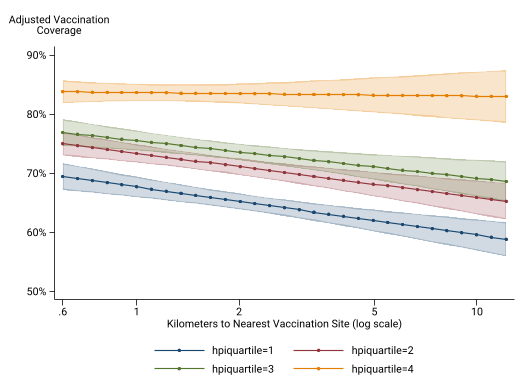 Adjusted Vaccination
Coverage
90%
80%
70%
60%
50%
.6 1 2 5 10
Kilometers to Nearest Vaccination Site (log scale)
hpiquartile=1 hpiquartile=2
hpiquartile=3 hpiquartile=4